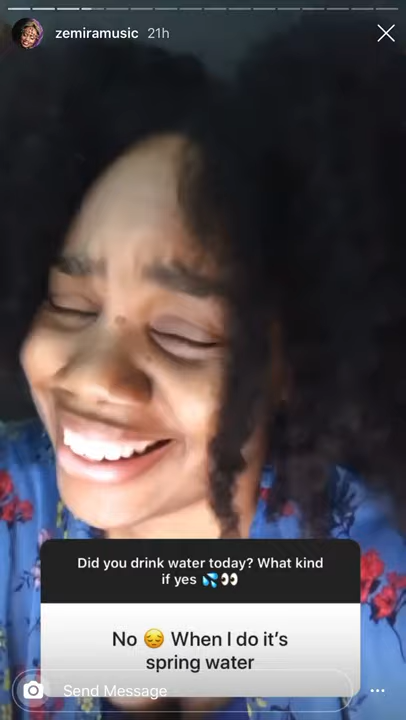 zemiramusic 21h
Did you drink water today? What kind
if yes 💦👀
No 😔 When I do it's
spring water
Send Message